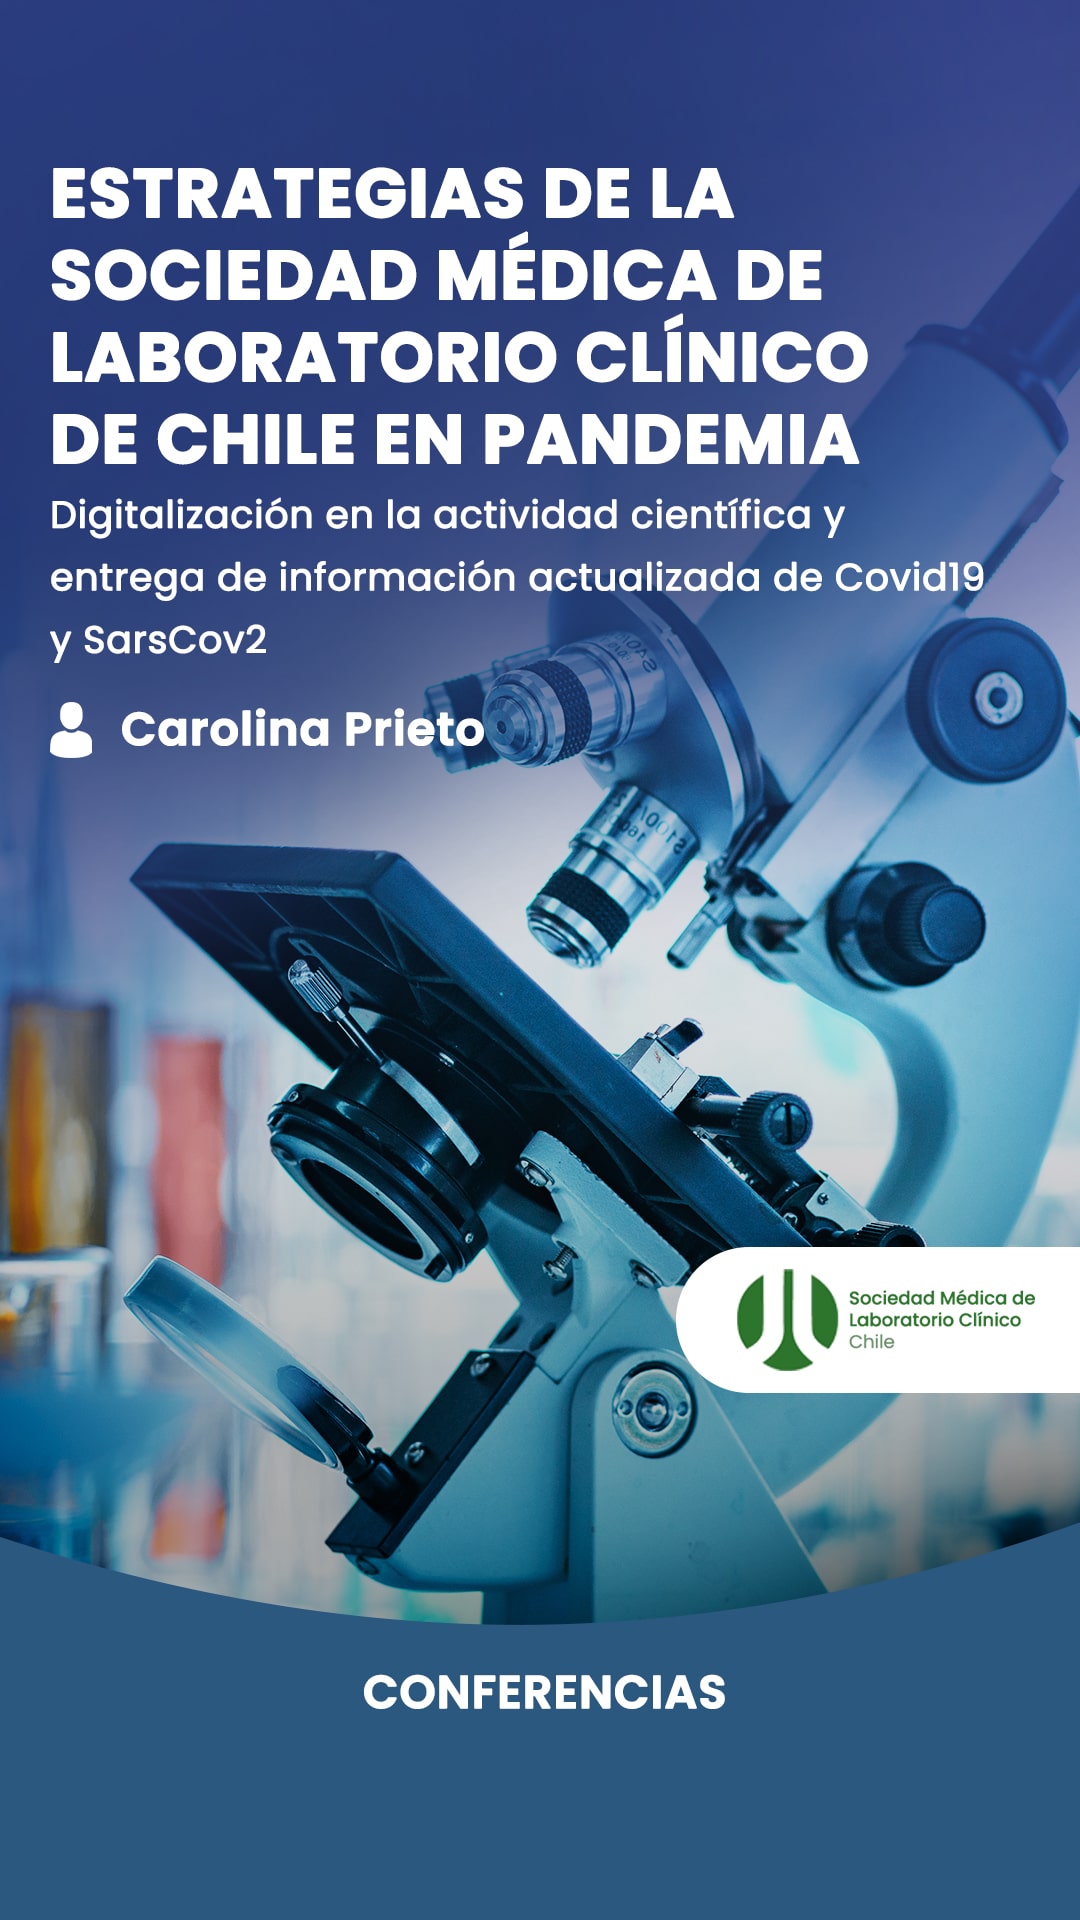 ESTRATEGIAS DE LA
SOCIEDAD MÉDICA DE
LABORATORIO CLÍNICO
DE CHILE EN PANDEMIA
Digitalización en la actividad científica y
entrega de información actualizada de Covid19
y SarsCov2
Carolina Prieto
Sociedad Médica de
Laboratorio Clínico
Chile
CONFERENCIAS